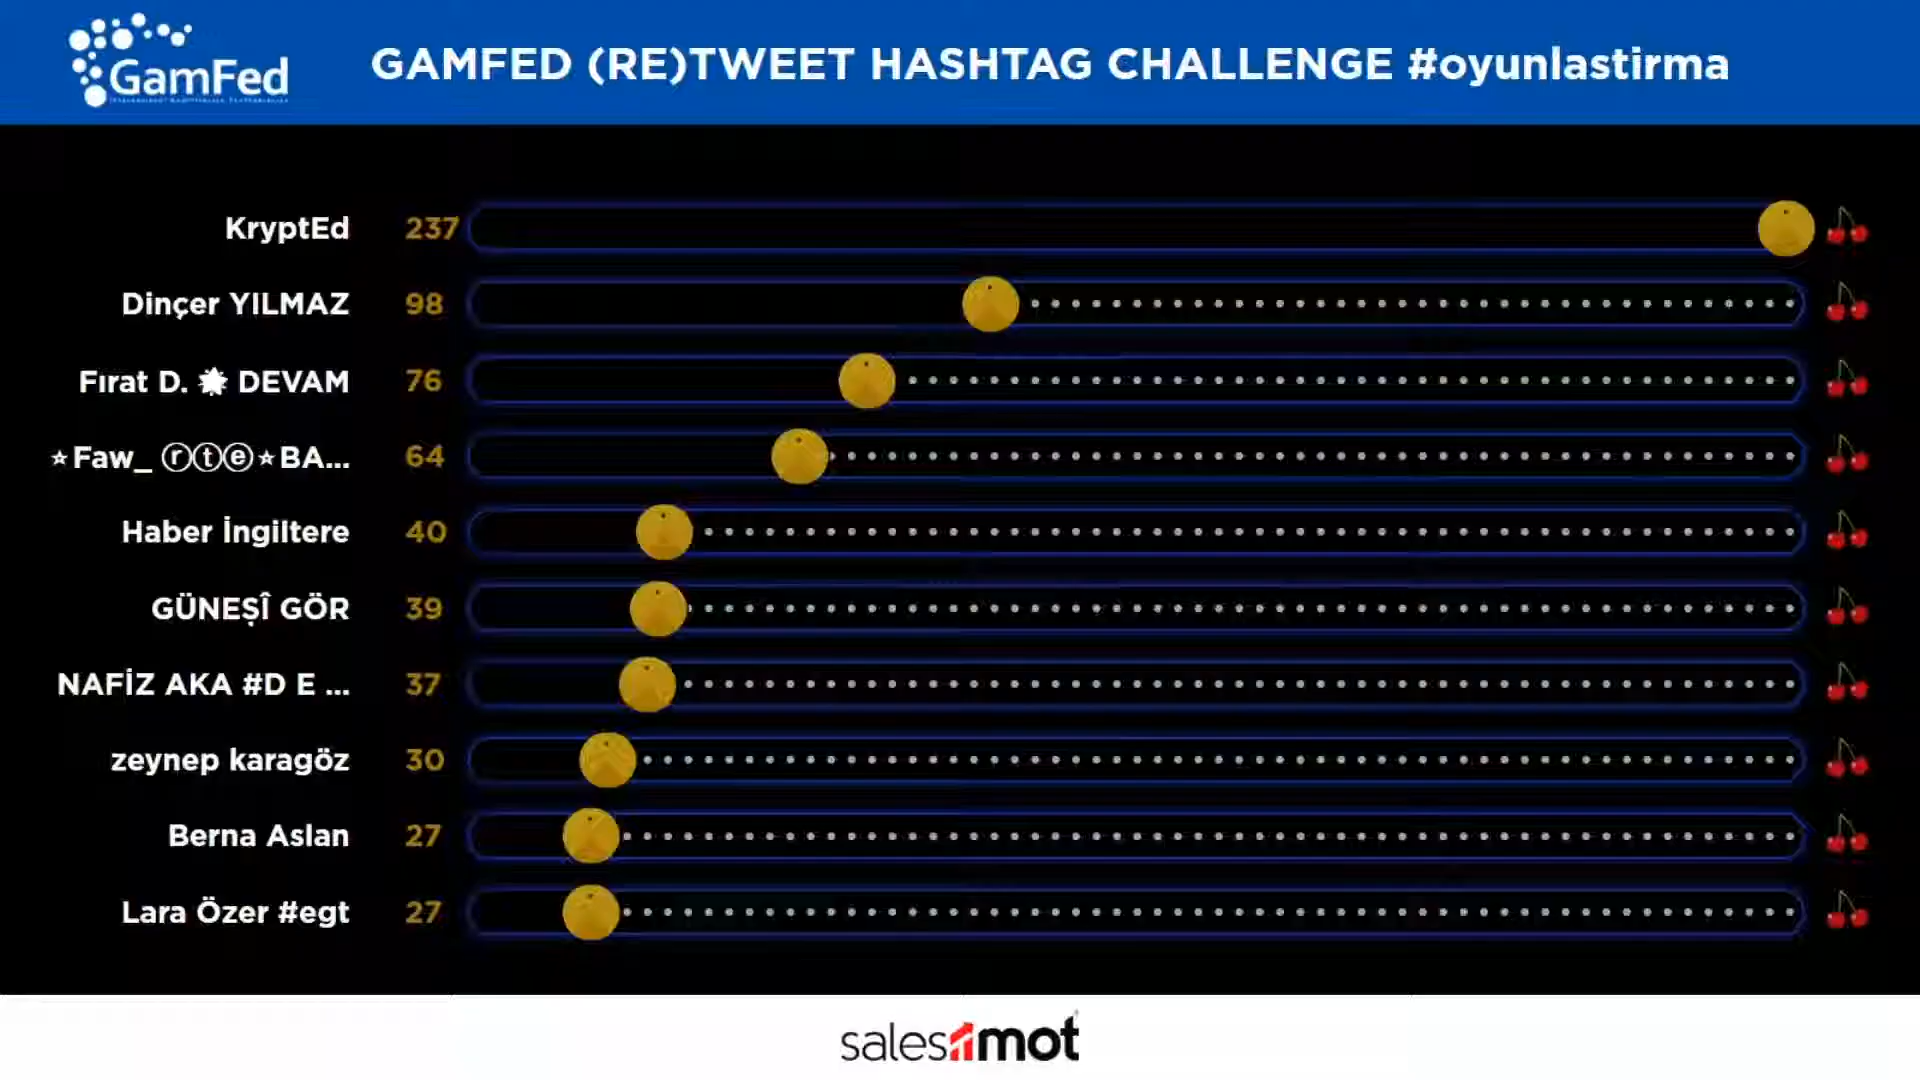 GamFed
GAMFED (RE)TWEET HASHTAG CHALLENGE #oyunlastirma
KryptEd 237
Dinçer YILMAZ 98
Fırat D. ✸ DEVAM 76
⭐Faw_ ⓡⓣⓔ⭐BA... 64
Haber İngiltere 40
GÜNEŞÎ GÖR 39
NAFİZ AKA #D E ... 37
zeynep karagöz 30
Berna Aslan 27
Lara Özer #egt 27
salesmot